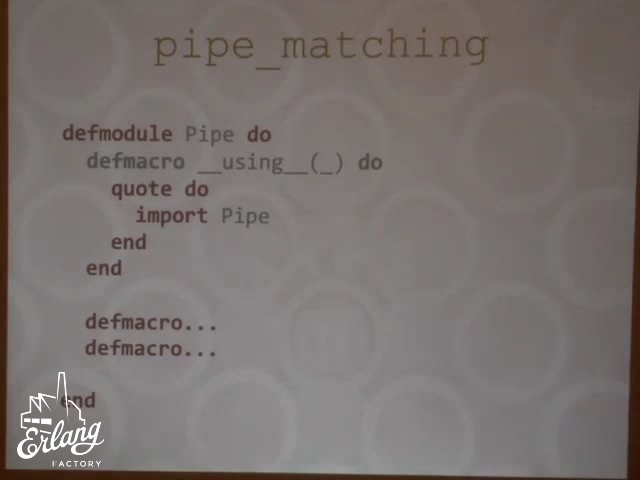 pipe_matching
defmodule Pipe do
  defmacro __using__(_) do
    quote do
      import Pipe
    end
  end
  defmacro...
  defmacro...
end
Erlang
FACTORY